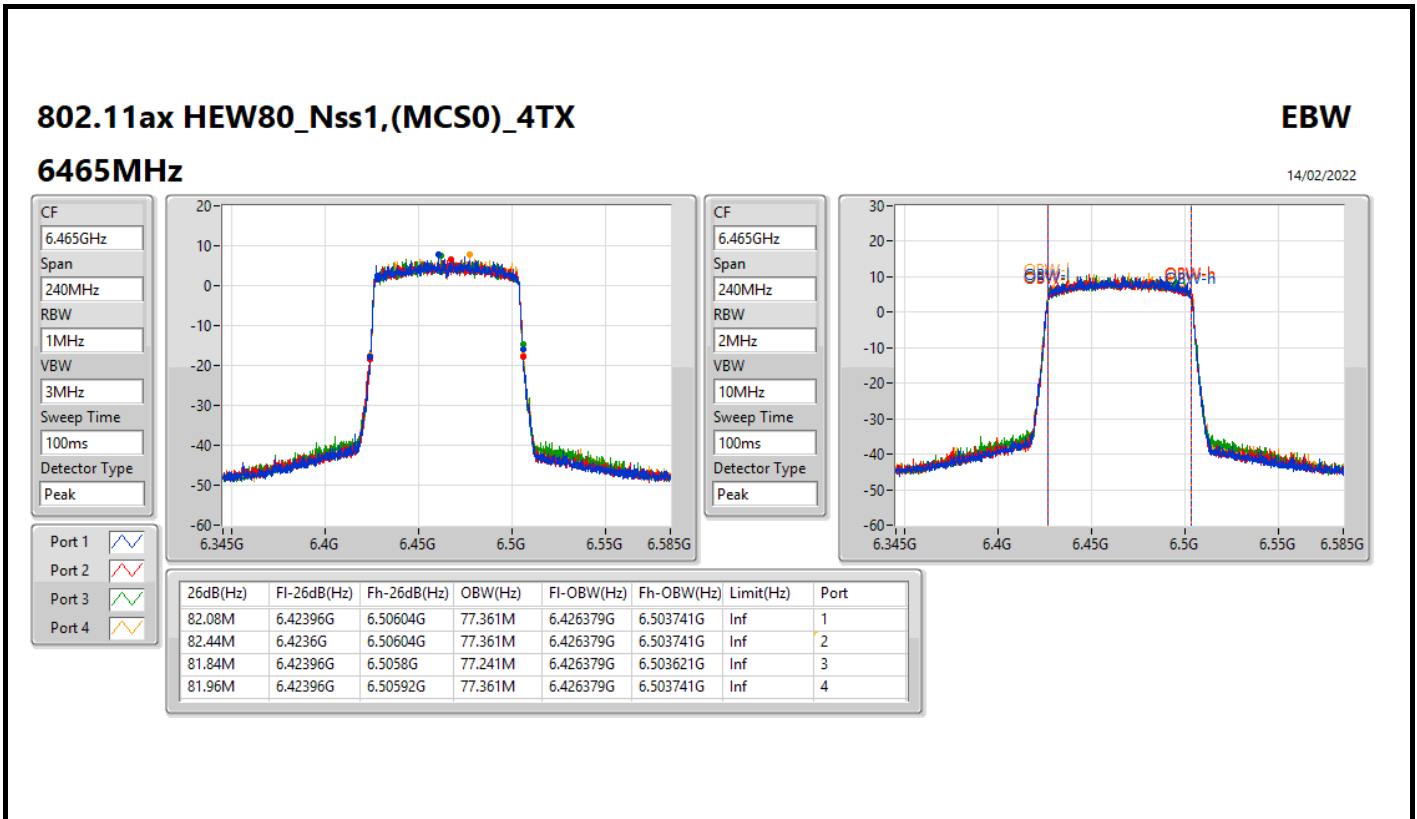 802.11ax HEW80_Nss1,(MCS0)_4TX
EBW
6465MHz
14/02/2022
CF
6.465GHz
Span
240MHz
RBW
1MHz
VBW
3MHz
Sweep Time
100ms
Detector Type
Peak
20
10
0
-10
-20
-30
-40
-50
-60
6.345G 6.4G 6.45G 6.5G 6.55G 6.585G
CF
6.465GHz
Span
240MHz
RBW
2MHz
VBW
10MHz
Sweep Time
100ms
Detector Type
Peak
30
20
10
0
-10
-20
-30
-40
-50
-60
OBW-l OBW-h
6.345G 6.4G 6.45G 6.5G 6.55G 6.585G
Port 1
Port 2
Port 3
Port 4
26dB(Hz) Fl-26dB(Hz) Fh-26dB(Hz) OBW(Hz) Fl-OBW(Hz) Fh-OBW(Hz) Limit(Hz) Port
82.08M 6.42396G 6.50604G 77.361M 6.426379G 6.503741G Inf 1
82.44M 6.4236G 6.50604G 77.361M 6.426379G 6.503741G Inf 2
81.84M 6.42396G 6.5058G 77.241M 6.426379G 6.503621G Inf 3
81.96M 6.42396G 6.50592G 77.361M 6.426379G 6.503741G Inf 4